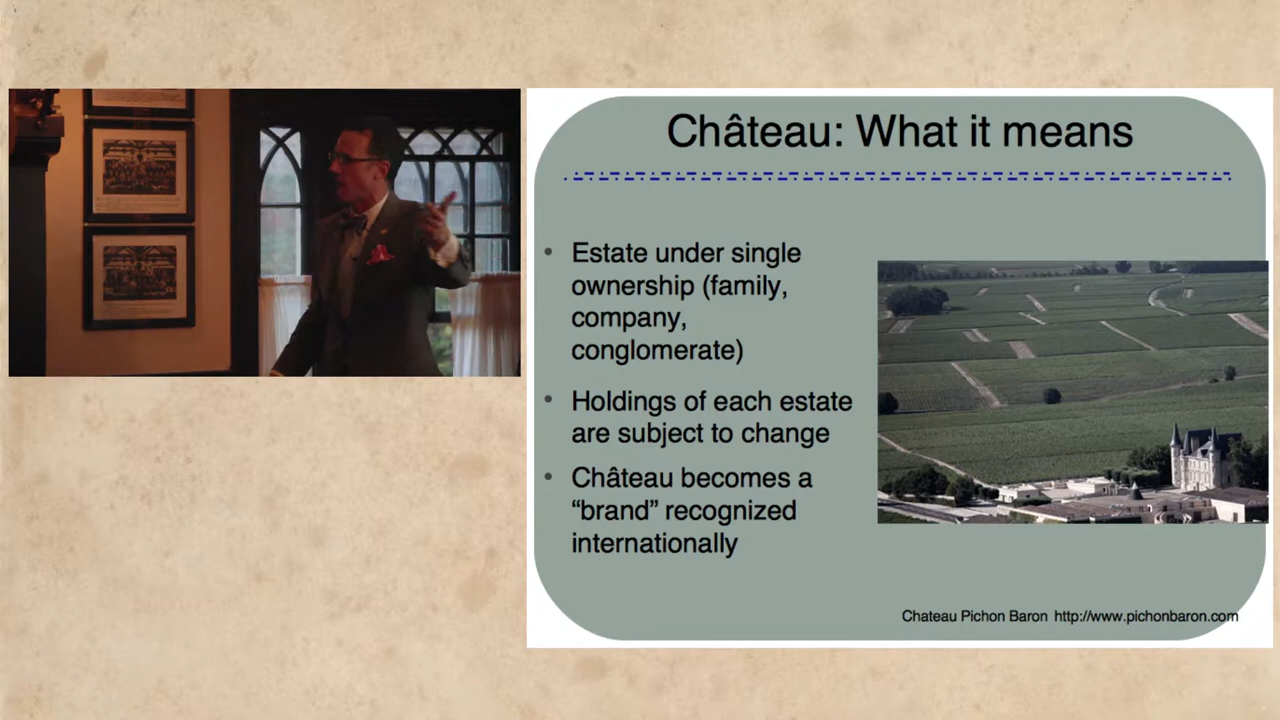 Château: What it means
• Estate under single
ownership (family,
company,
conglomerate)
• Holdings of each estate
are subject to change
• Château becomes a
“brand” recognized
internationally
Chateau Pichon Baron http://www.pichonbaron.com